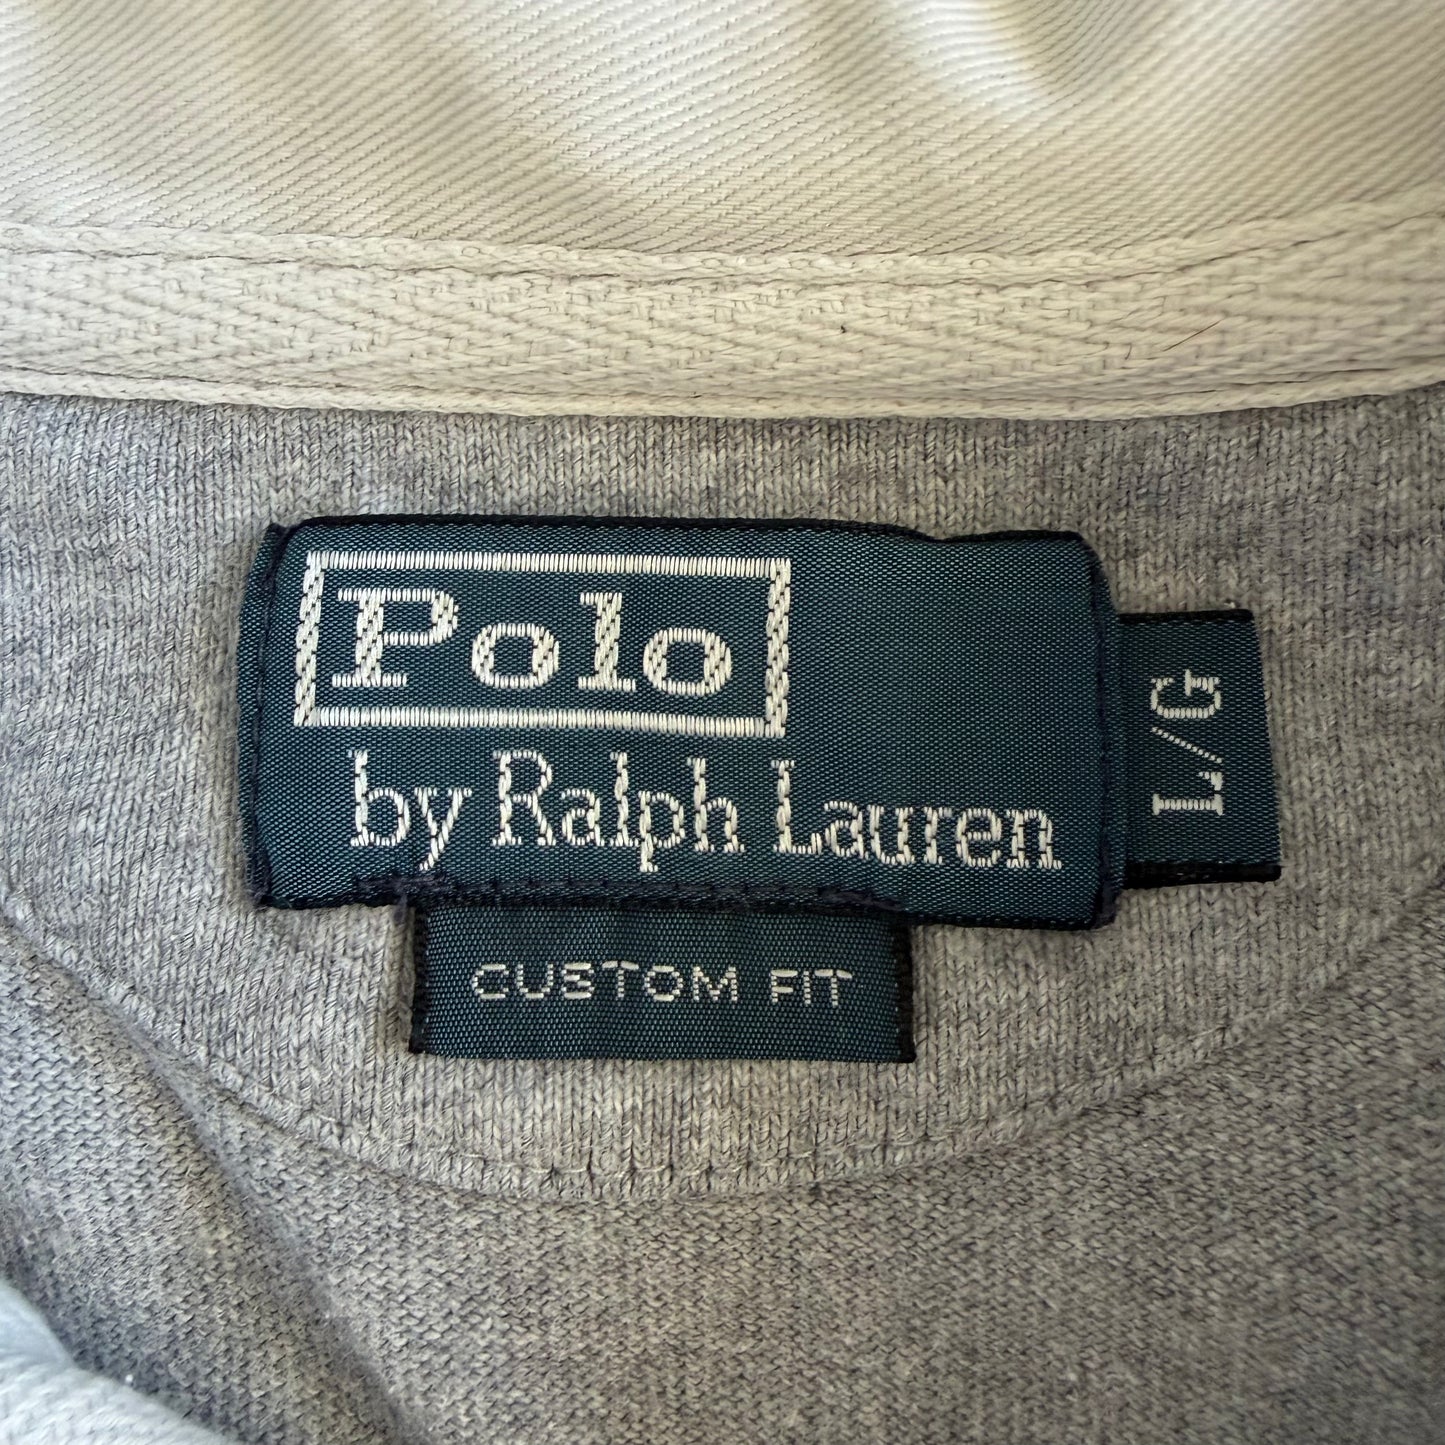 Polo
by Ralph Lauren
L/G
CUSTOM FIT